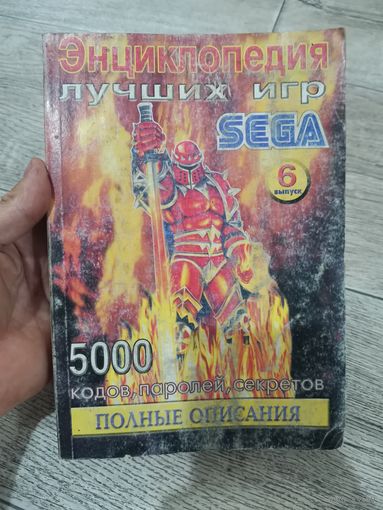 Энциклопедия
лучших игр
SEGA
6
выпуск
5000
кодов, паролей, секретов
ПОЛНЫЕ ОПИСАНИЯ